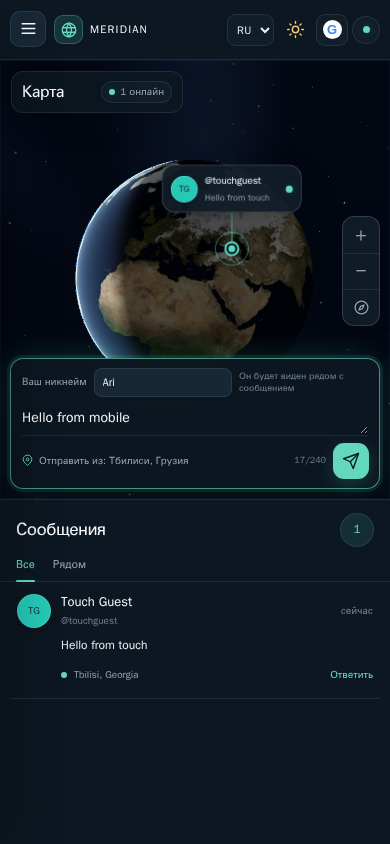 MERIDIAN
RU
G
Карта
1 онлайн
TG
@touchguest
Hello from touch
Ваш никнейм
Ari
Он будет виден рядом с
сообщением
Hello from mobile
Отправить из: Тбилиси, Грузия
17/240
Сообщения
1
Все
Рядом
TG
Touch Guest
сейчас
@touchguest
Hello from touch
Tbilisi, Georgia
Ответить